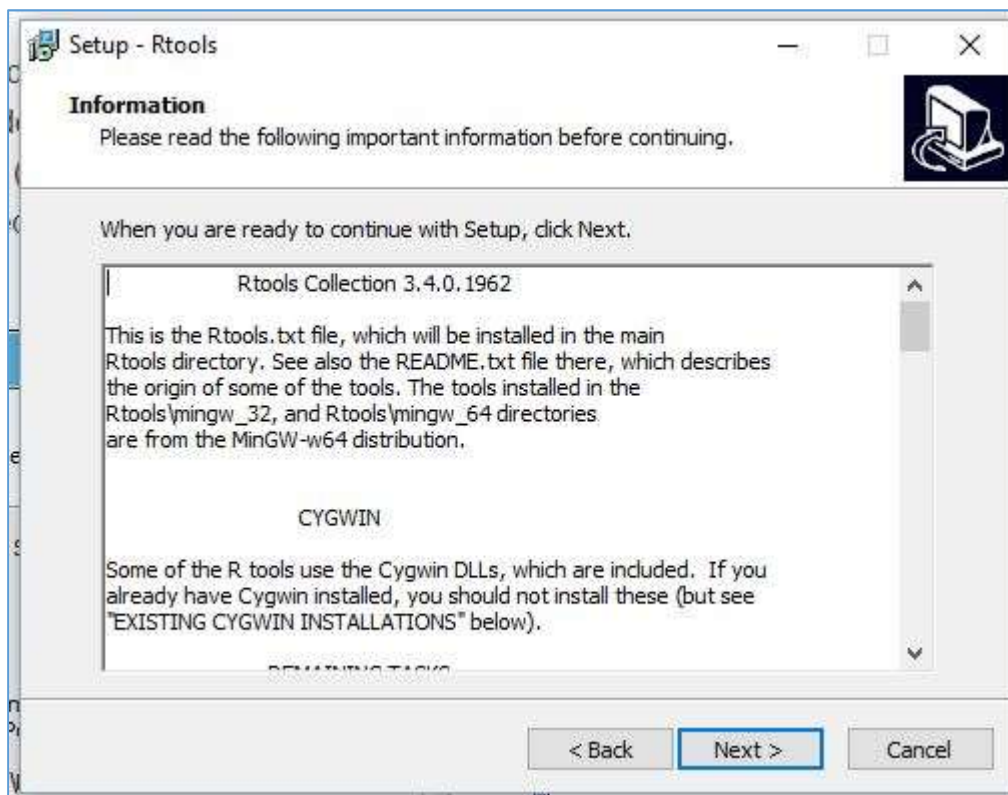 Setup - Rtools
Information
Please read the following important information before continuing.
When you are ready to continue with Setup, click Next.
Rtools Collection 3.4.0.1962
This is the Rtools.txt file, which will be installed in the main
Rtools directory. See also the README.txt file there, which describes
the origin of some of the tools. The tools installed in the
Rtools\mingw_32, and Rtools\mingw_64 directories
are from the MinGW-w64 distribution.
CYGWIN
Some of the R tools use the Cygwin DLLs, which are included.  If you
already have Cygwin installed, you should not install these (but see
"EXISTING CYGWIN INSTALLATIONS" below).
REMAINING TASKS
< Back
Next >
Cancel